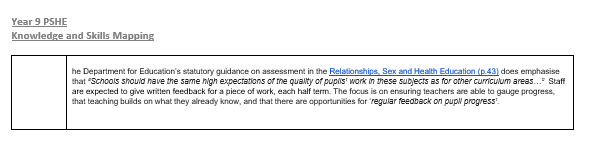 Year 9 PSHE
Knowledge and Skills Mapping
he Department for Education's statutory guidance on assessment in the Relationships, Sex and Health Education (p.43) does emphasise
that "Schools should have the same high expectations of the quality of pupils' work in these subjects as for other curriculum areas…" Staff
are expected to give written feedback for a piece of work, each half term. The focus is on ensuring teachers are able to gauge progress,
that teaching builds on what they already know, and that there are opportunities for 'regular feedback on pupil progress'.